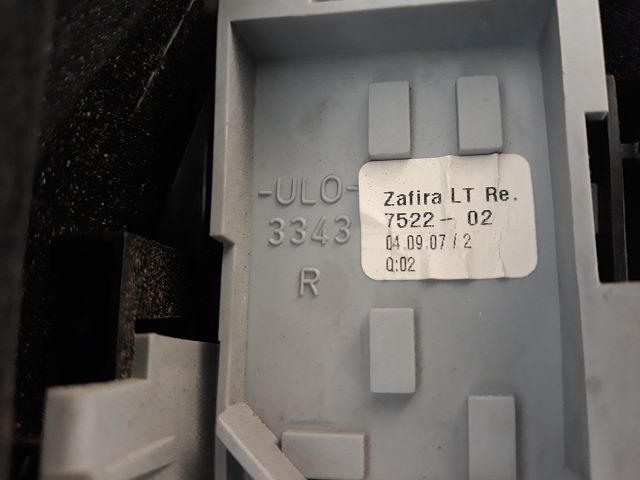 -ULO-
3343
R
Zafira LT Re.
7522-02
04.09.07/2
Q:02